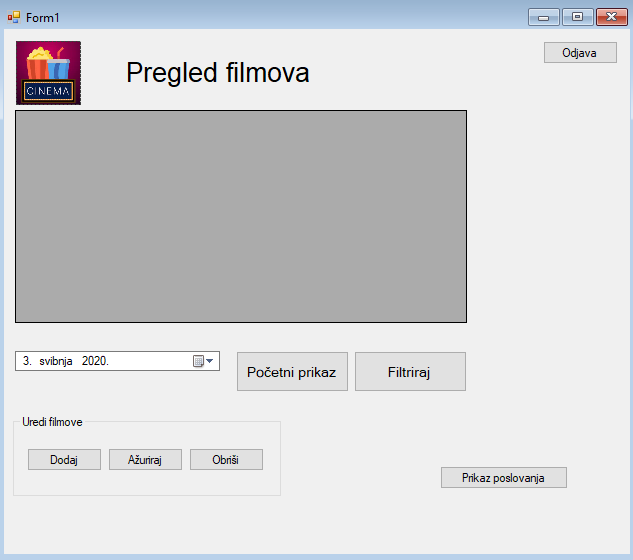 Form1
Odjava
CINEMA
Pregled filmova
3. svibnja 2020.
Početni prikaz
Filtriraj
Uredi filmove
Dodaj
Ažuriraj
Obriši
Prikaz poslovanja